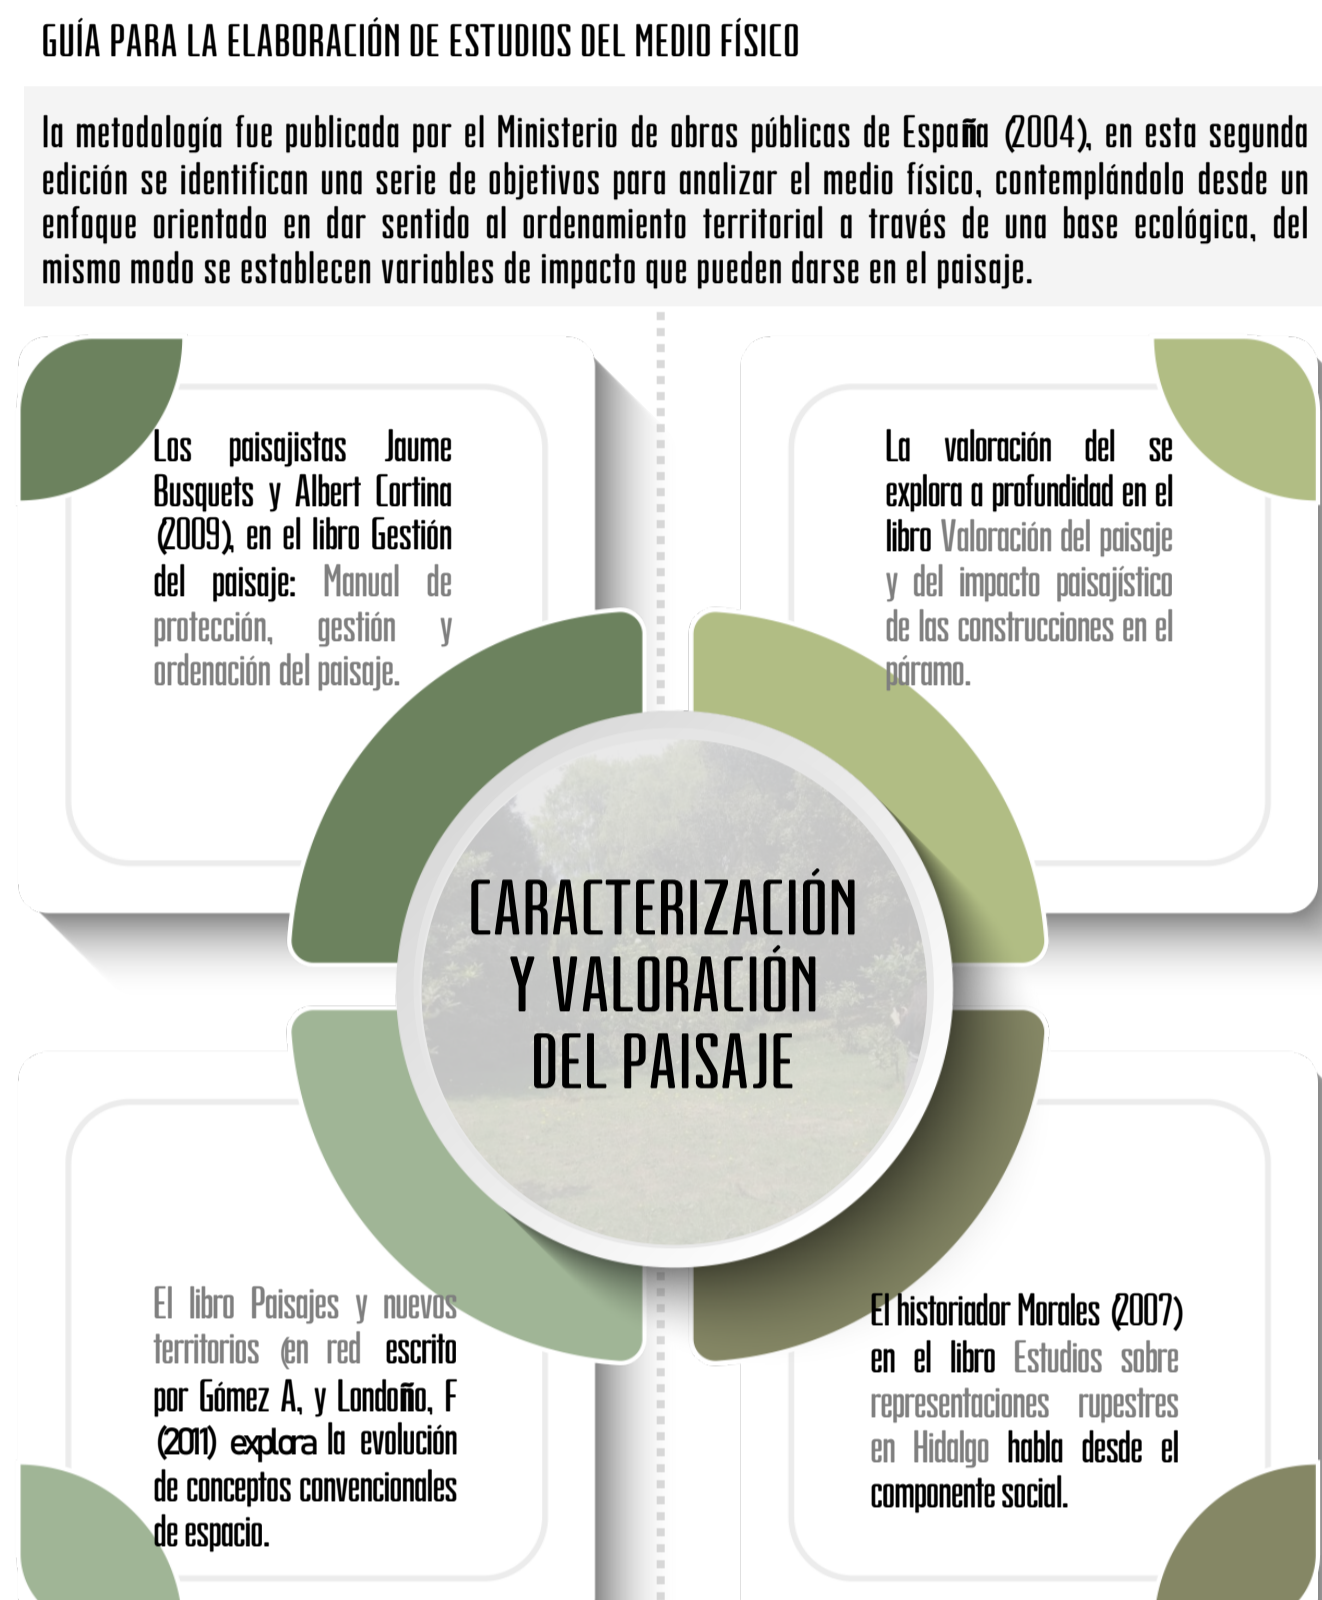 GUÍA PARA LA ELABORACIÓN DE ESTUDIOS DEL MEDIO FÍSICO
la metodología fue publicada por el Ministerio de obras públicas de España (2004), en esta segunda
edición se identifican una serie de objetivos para analizar el medio físico, contemplándolo desde un
enfoque orientado en dar sentido al ordenamiento territorial a través de una base ecológica, del
mismo modo se establecen variables de impacto que pueden darse en el paisaje.
Los paisajistas Jaume
Busquets y Albert Cortina
(2009), en el libro Gestión
del paisaje: Manual de
protección, gestión y
ordenación del paisaje.
La valoración del se
explora a profundidad en el
libro Valoración del paisaje
y del impacto paisajístico
de las construcciones en el
páramo.
CARACTERIZACIÓN
Y VALORACIÓN
DEL PAISAJE
El libro Paisajes y nuevos
territorios (en red escrito
por Gómez A, y Londoño, F
(2011) explora la evolución
de conceptos convencionales
de espacio.
El historiador Morales (2007)
en el libro Estudios sobre
representaciones rupestres
en Hidalgo habla desde el
componente social.